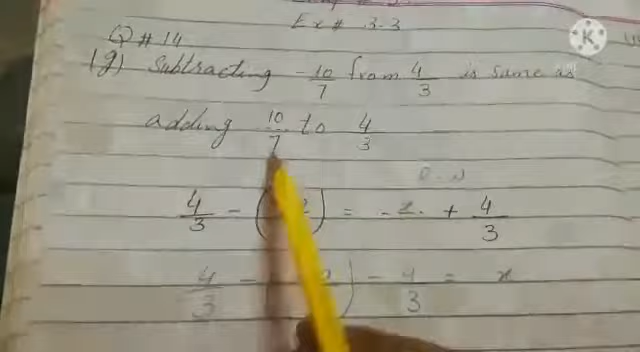 Ex # 3.3
Q # 14
(g) Subtracting -10/7 from 4/3 is same as
adding 10/7 to 4/3
4/3 - ( ) = + 4/3
4/3 - ) - 4/3 = x